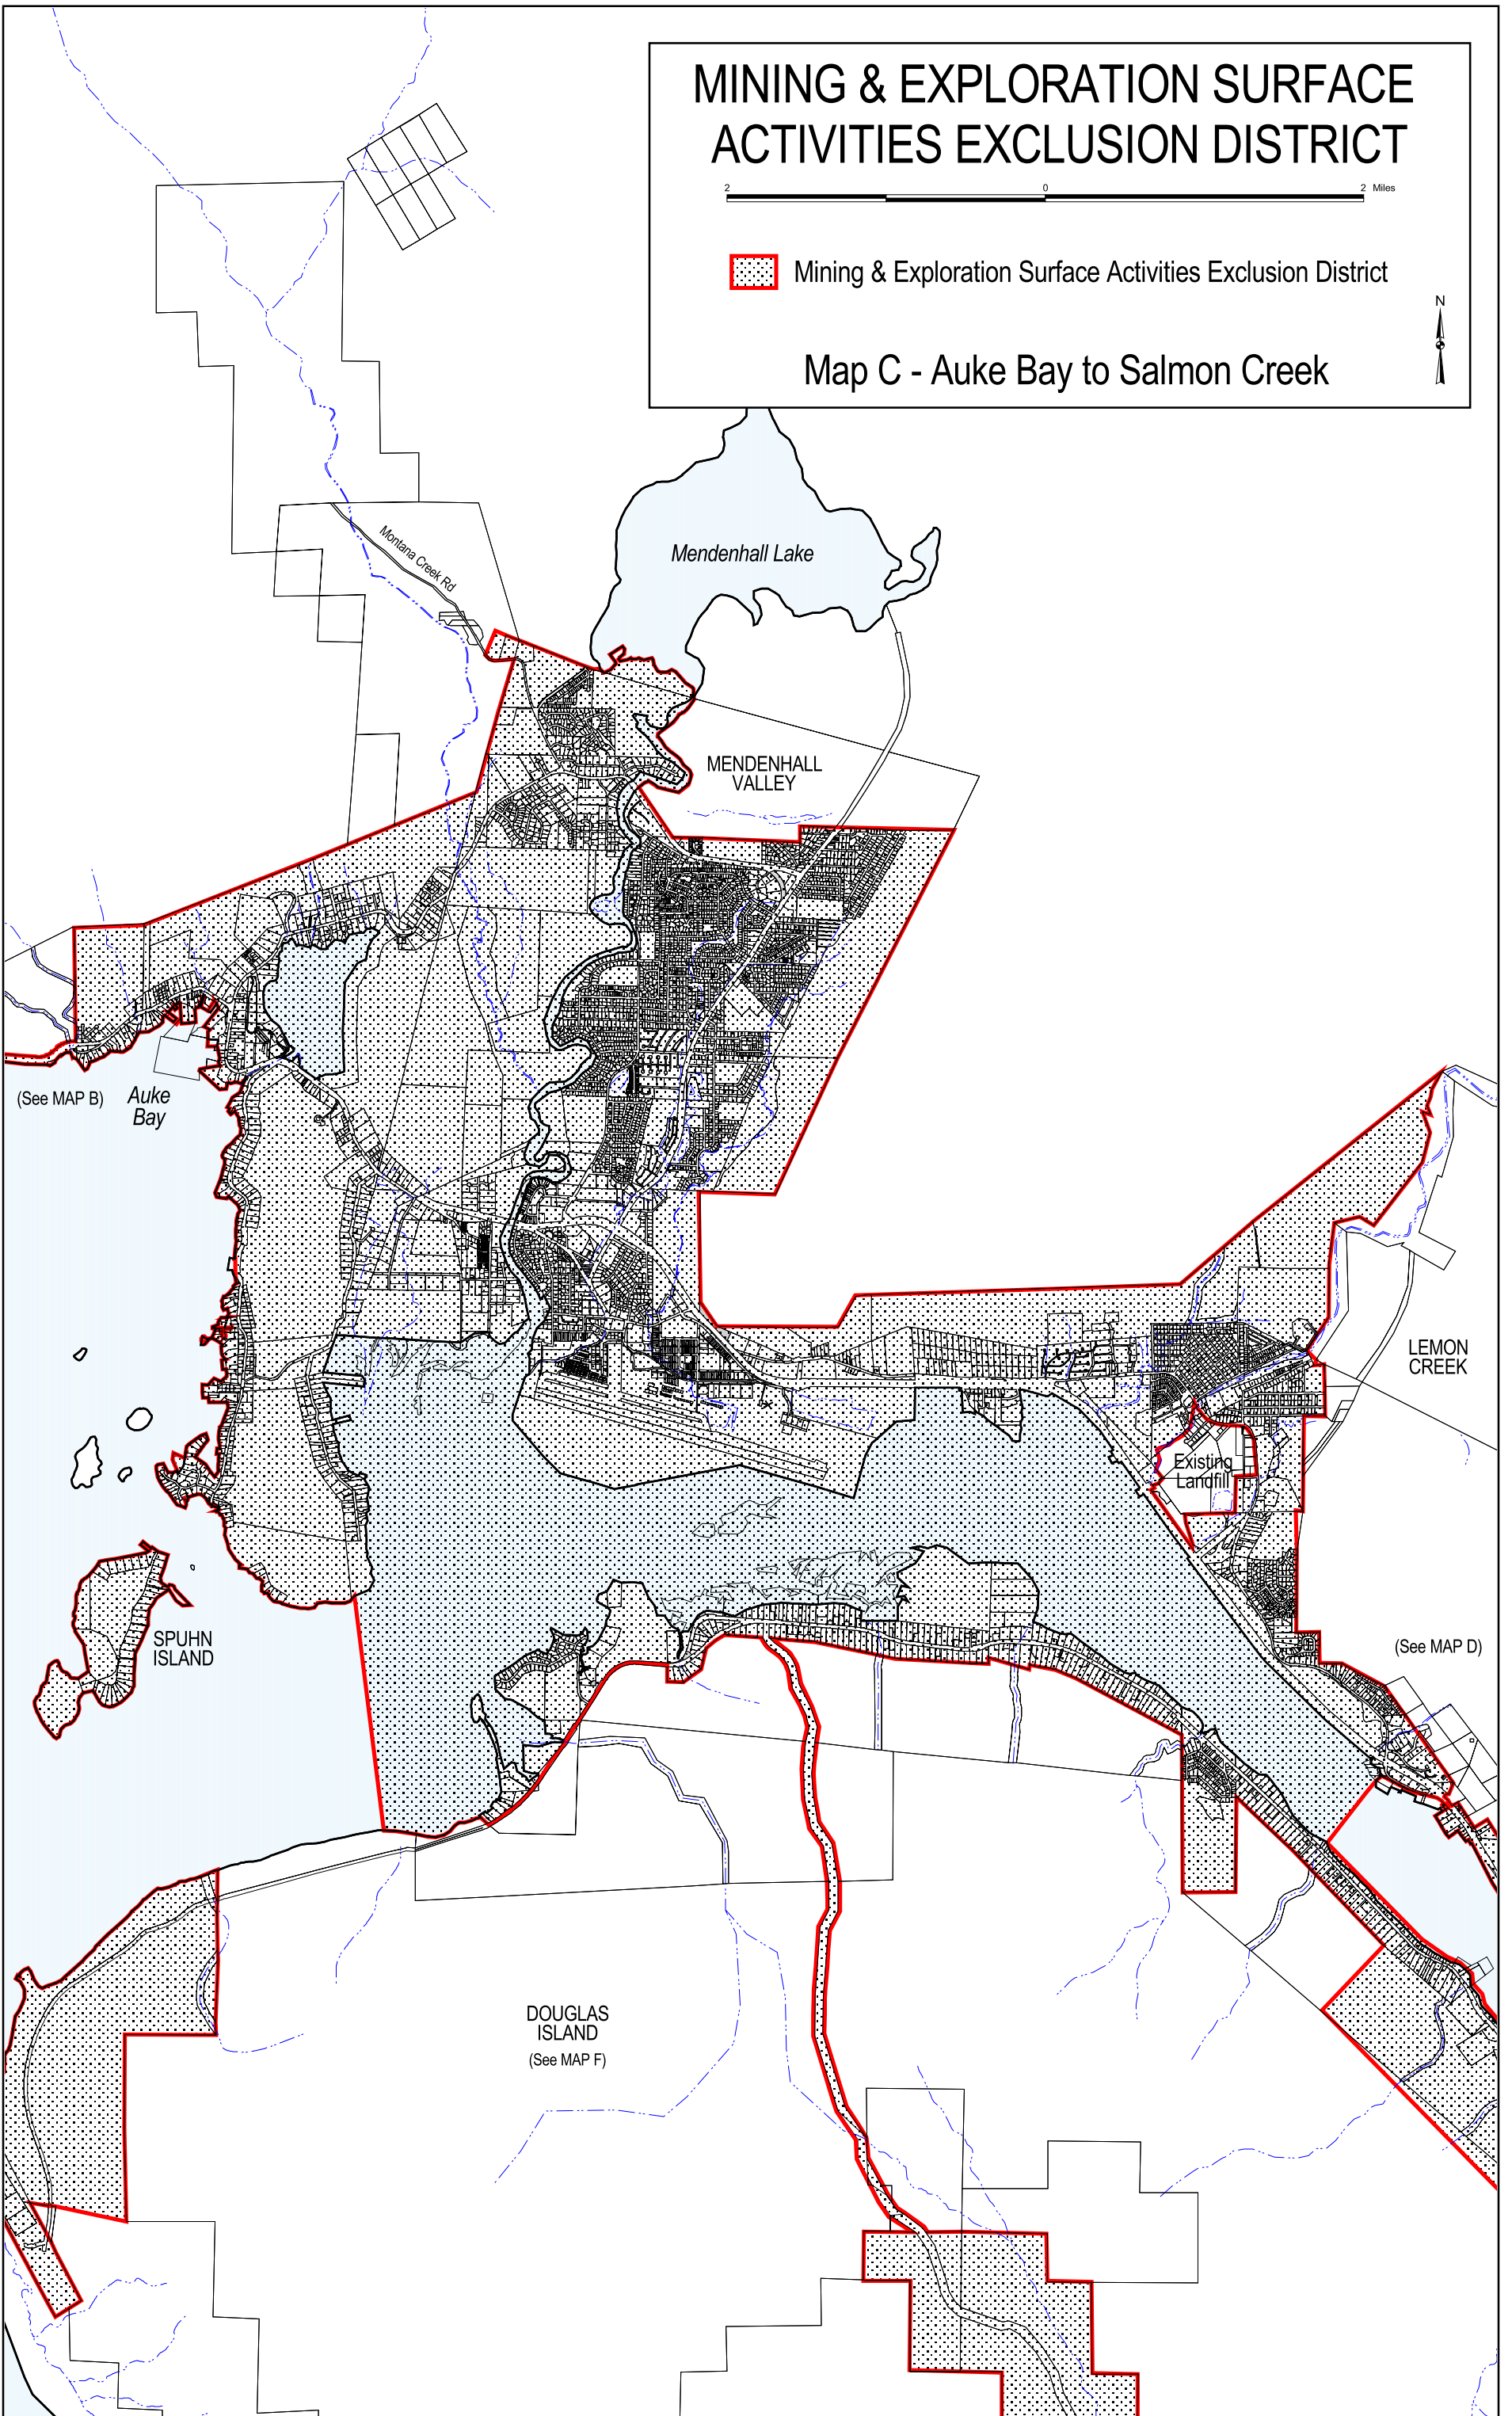 MINING & EXPLORATION SURFACE
ACTIVITIES EXCLUSION DISTRICT
2 0 2 Miles
Mining & Exploration Surface Activities Exclusion District
N
Map C - Auke Bay to Salmon Creek
Montana Creek Rd
Mendenhall Lake
MENDENHALL
VALLEY
(See MAP B)
Auke
Bay
LEMON
CREEK
Existing
Landfill
SPUHN
ISLAND
(See MAP D)
DOUGLAS
ISLAND
(See MAP F)